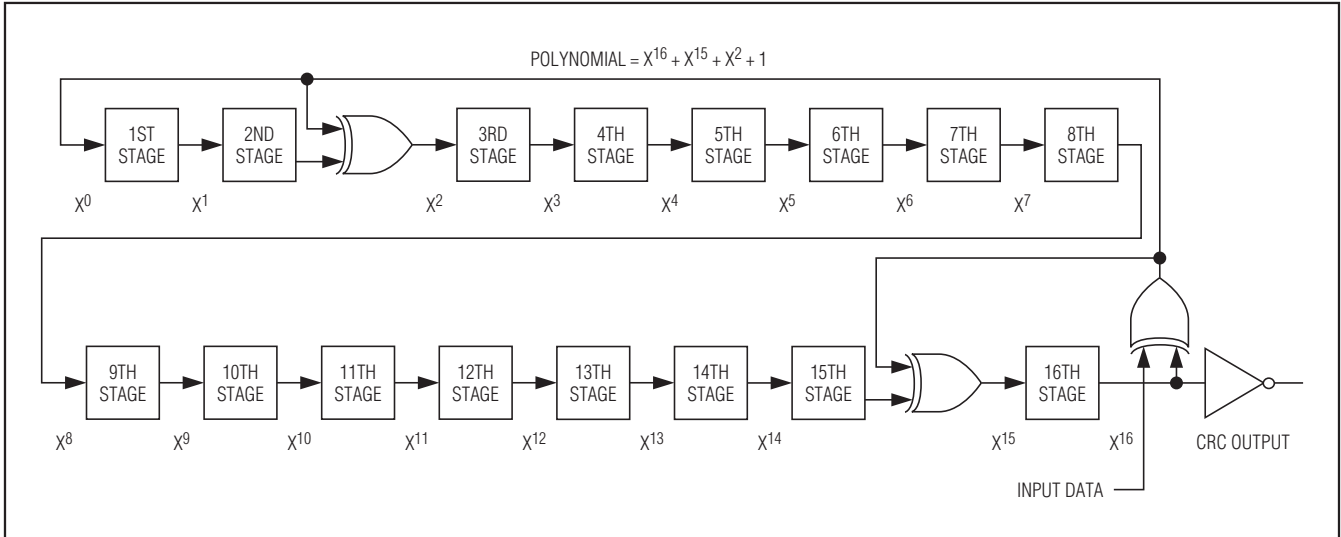 POLYNOMIAL = X¹⁶ + X¹⁵ + X² + 1
1ST STAGE
2ND STAGE
3RD STAGE
4TH STAGE
5TH STAGE
6TH STAGE
7TH STAGE
8TH STAGE
X⁰
X¹
X²
X³
X⁴
X⁵
X⁶
X⁷
9TH STAGE
10TH STAGE
11TH STAGE
12TH STAGE
13TH STAGE
14TH STAGE
15TH STAGE
16TH STAGE
X⁸
X⁹
X¹⁰
X¹¹
X¹²
X¹³
X¹⁴
X¹⁵
X¹⁶
CRC OUTPUT
INPUT DATA